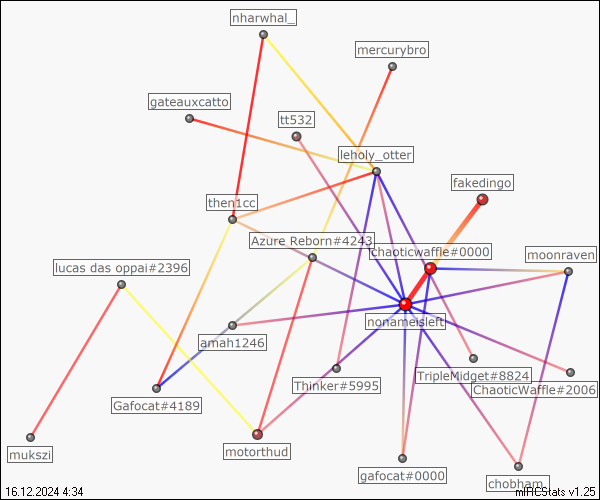 nharwhal_
mercurybro
gateauxcatto
tt532
leholy_otter
fakedingo
then1cc
Azure Reborn#4243
chaoticwaffle#0000
moonraven
lucas das oppai#2396
nonameisleft
amah1246
TripleMidget#8824
Thinker#5995
ChaoticWaffle#2006
Gafocat#4189
motorthud
mukszi
gafocat#0000
chobham_
16.12.2024 4:34
mIRCStats v1.25